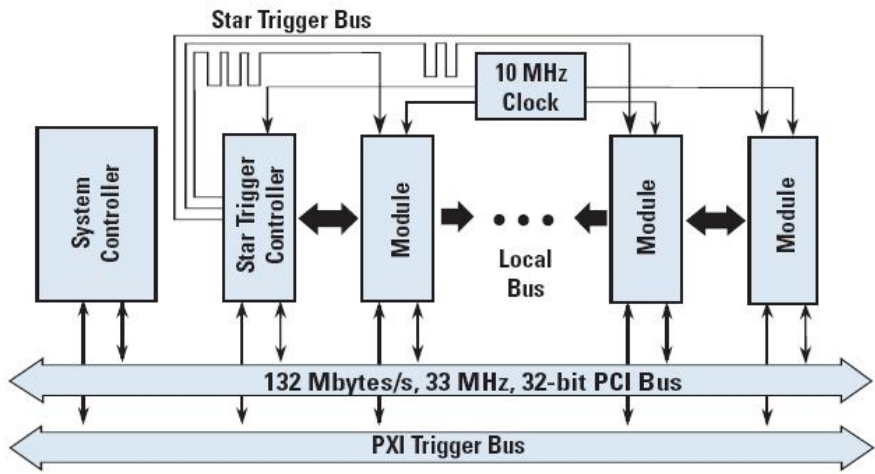 Star Trigger Bus
10 MHz
Clock
System
Controller
Star Trigger
Controller
Module
Local
Bus
Module
Module
132 Mbytes/s, 33 MHz, 32-bit PCI Bus
PXI Trigger Bus